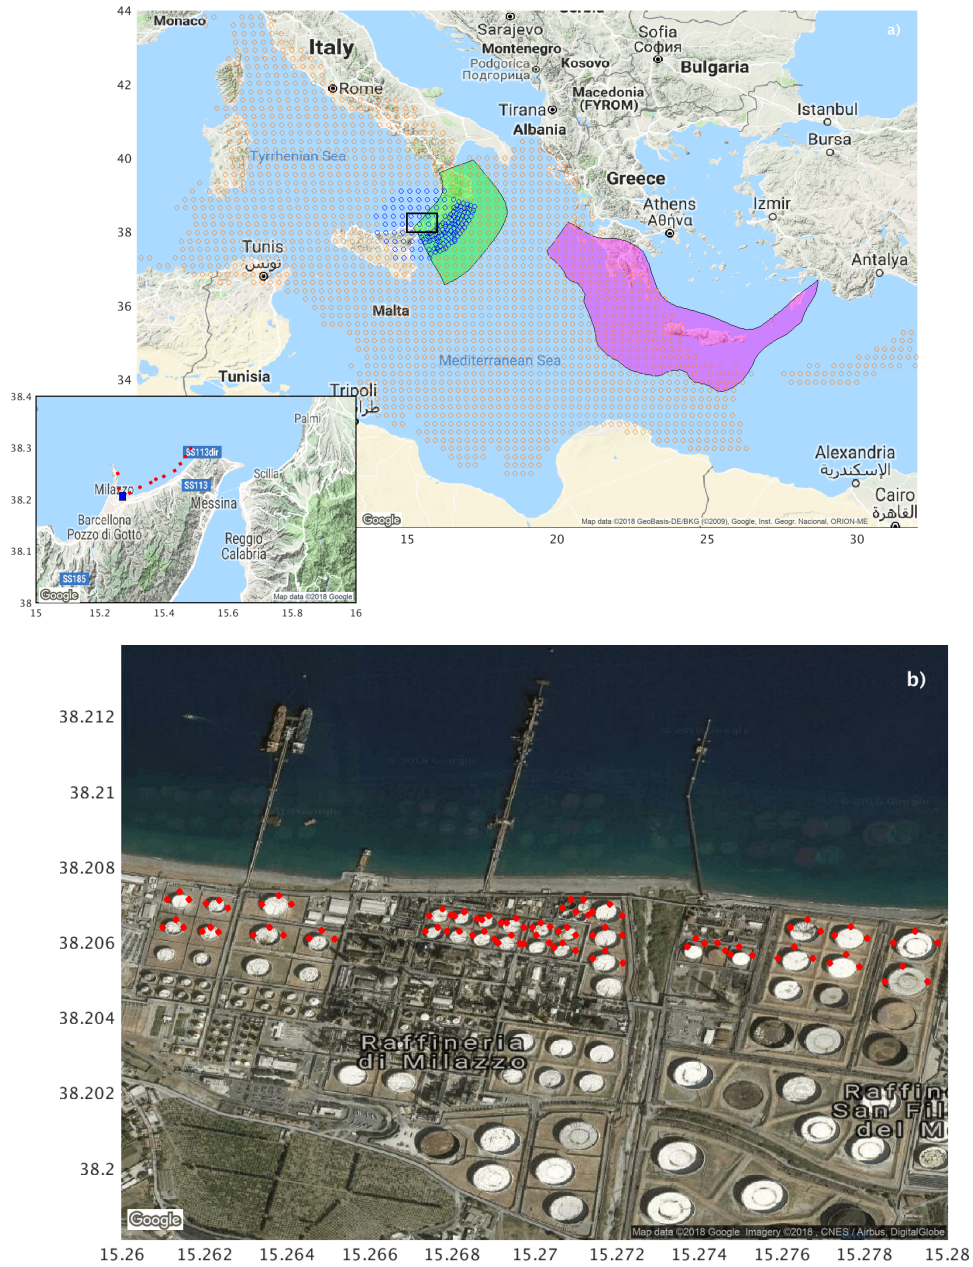 44
42
40
38
36
34
a)
Monaco
Italy
Rome
Sarajevo
Montenegro
Podgorica
Подгорица
Kosovo
Sofia
София
Bulgaria
Macedonia
(FYROM)
Tirana
Albania
Istanbul
Bursa
Tyrrhenian Sea
Greece
Athens
Αθήνα
Izmir
Antalya
Tunis
تونس
Malta
Mediterranean Sea
Tunisia
Tripoli
Alexandria
الإسكندرية
Cairo
القاهرة
Google
Map data ©2018 GeoBasis-DE/BKG (©2009), Google, Inst. Geogr. Nacional, ORION-ME
15
20
25
30
38.4
38.3
38.2
38.1
38
Palmi
SS113dir
Scilla
Milazzo
SS113
Messina
Barcellona
Pozzo di Gotto
Reggio
Calabria
SS185
Google
Map data ©2018 Google
15
15.2
15.4
15.6
15.8
16
b)
38.212
38.21
38.208
38.206
38.204
38.202
38.2
Raffineria
di Milazzo
Raffin
San Fil
del M
Google
Map data ©2018 Google Imagery ©2018 , CNES / Airbus, DigitalGlobe
15.26
15.262
15.264
15.266
15.268
15.27
15.272
15.274
15.276
15.278
15.28